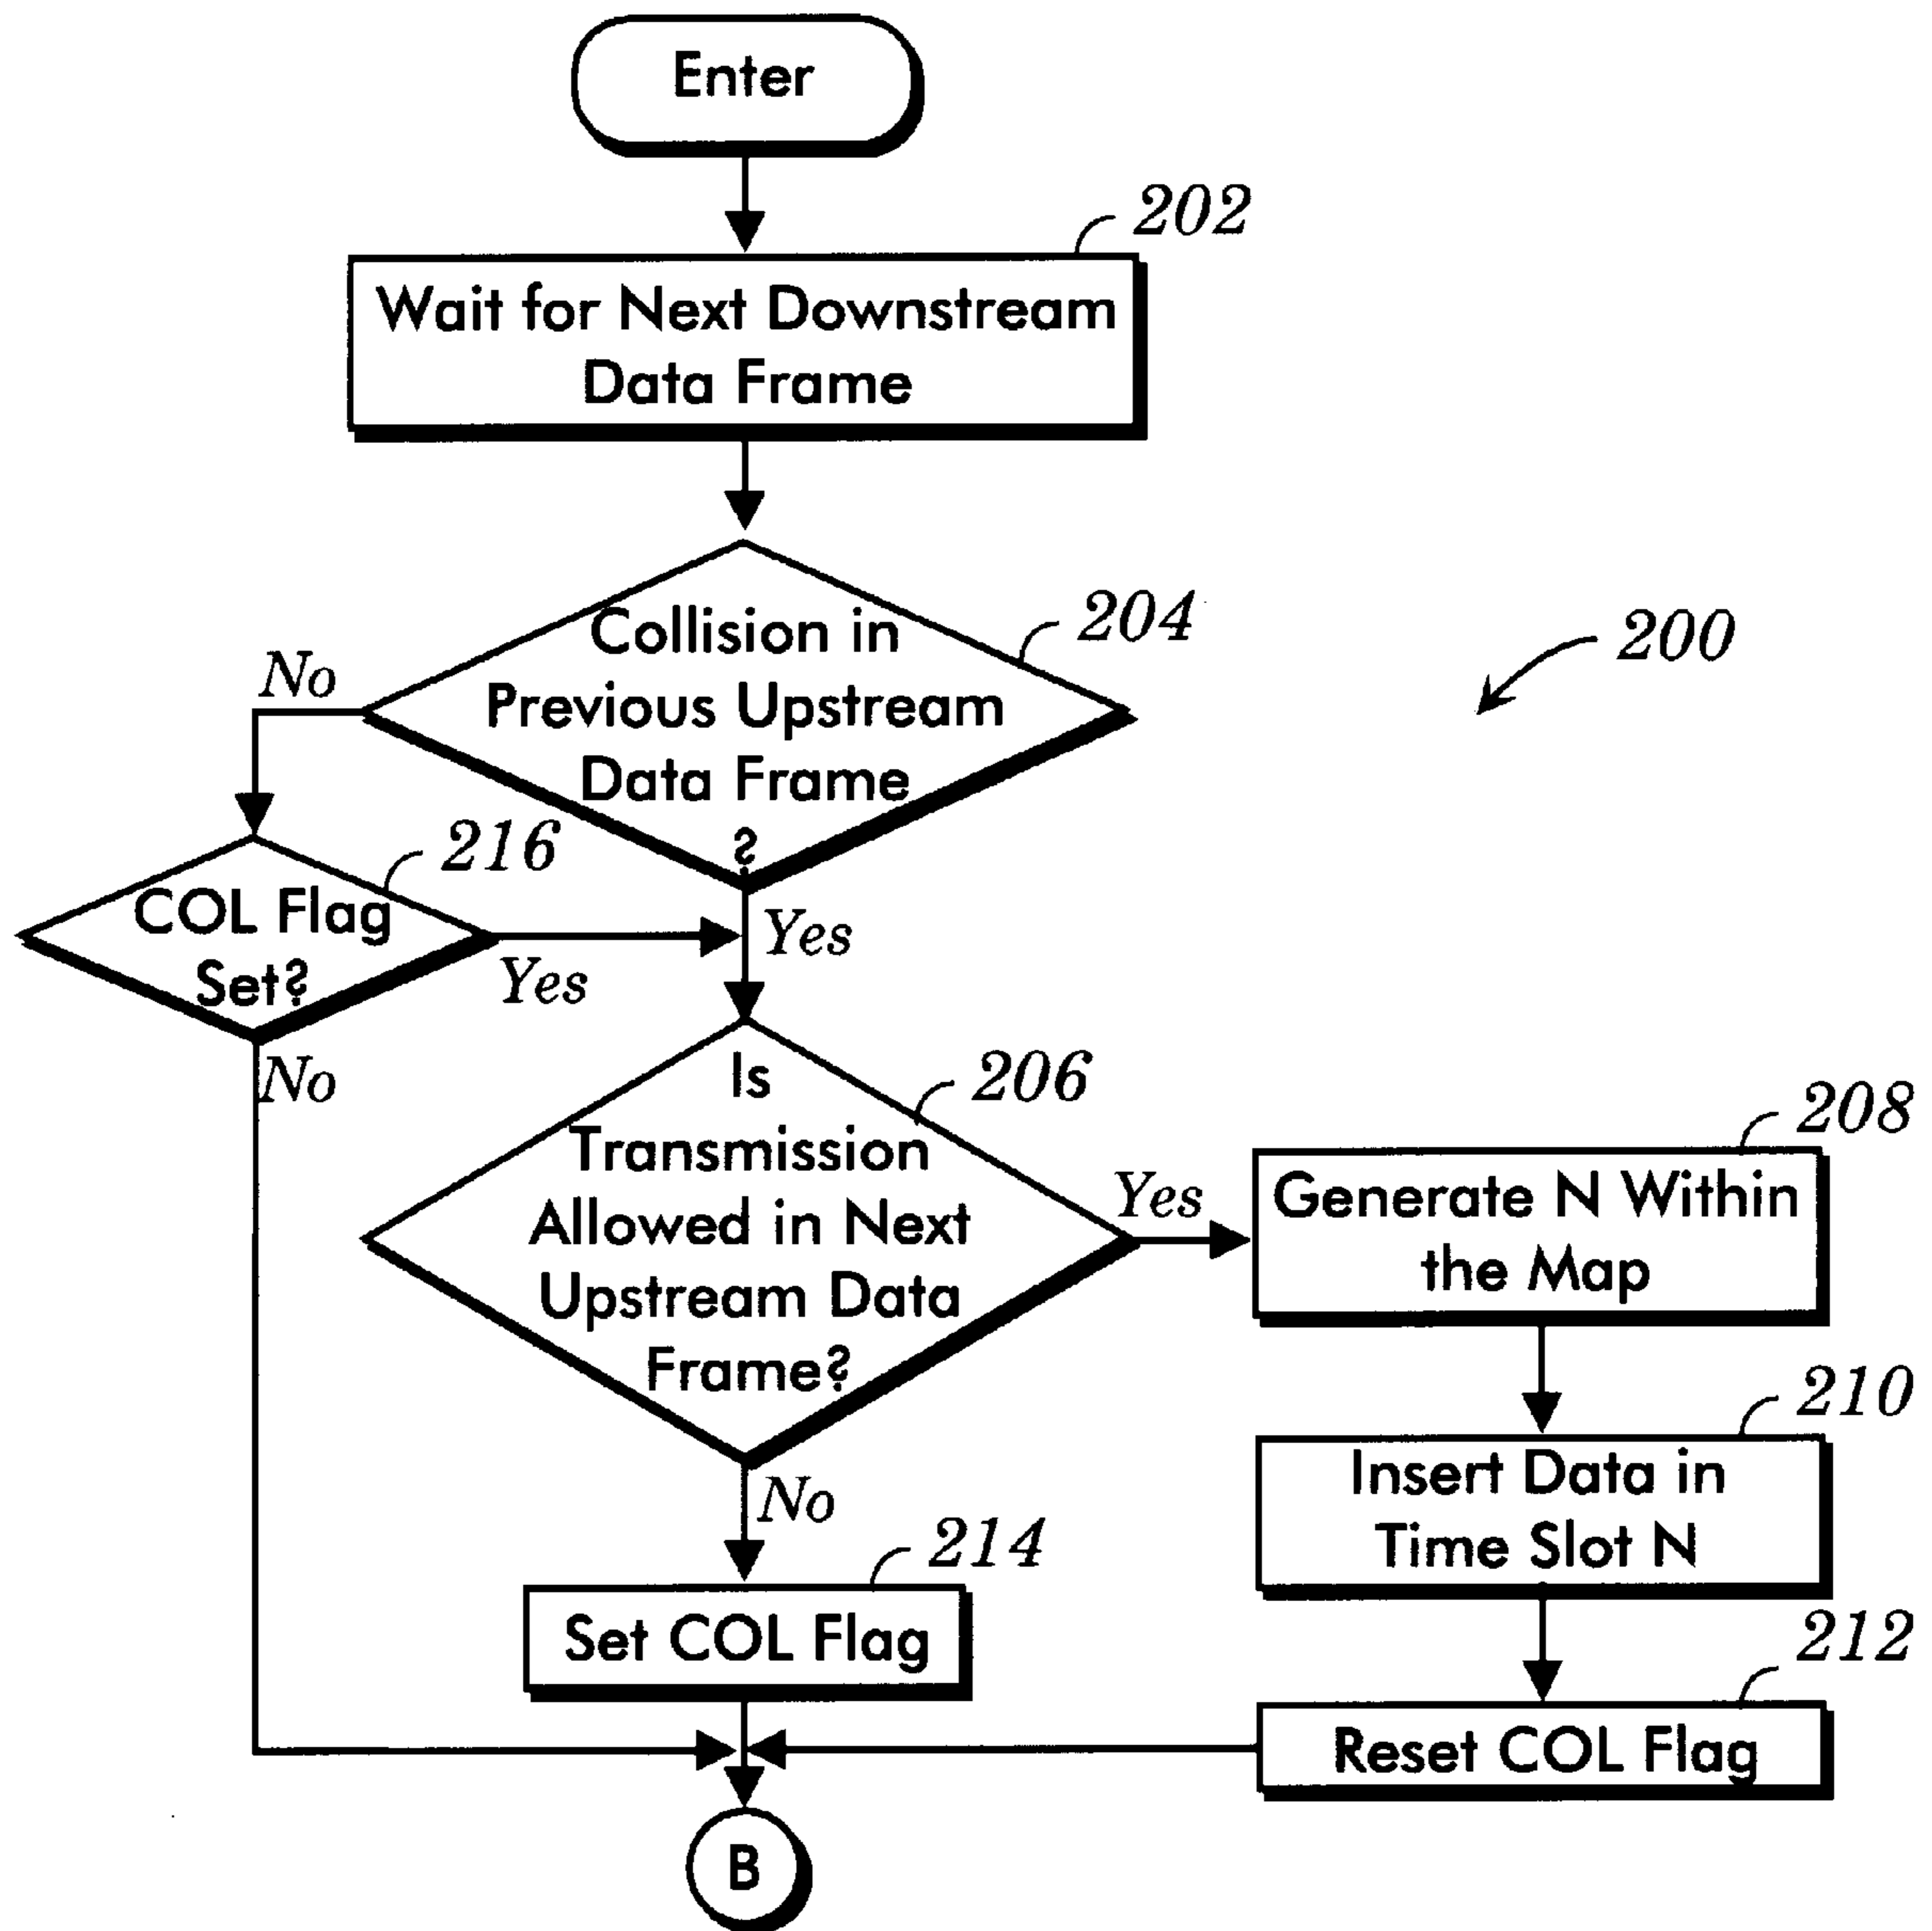 Enter
202
Wait for Next Downstream
Data Frame
204
Collision in
Previous Upstream
Data Frame
?
No
200
216
COL Flag
Set?
Yes
Yes
No
206
Is
Transmission
Allowed in Next
Upstream Data
Frame?
Yes
208
Generate N Within
the Map
210
Insert Data in
Time Slot N
No
214
Set COL Flag
212
Reset COL Flag
B